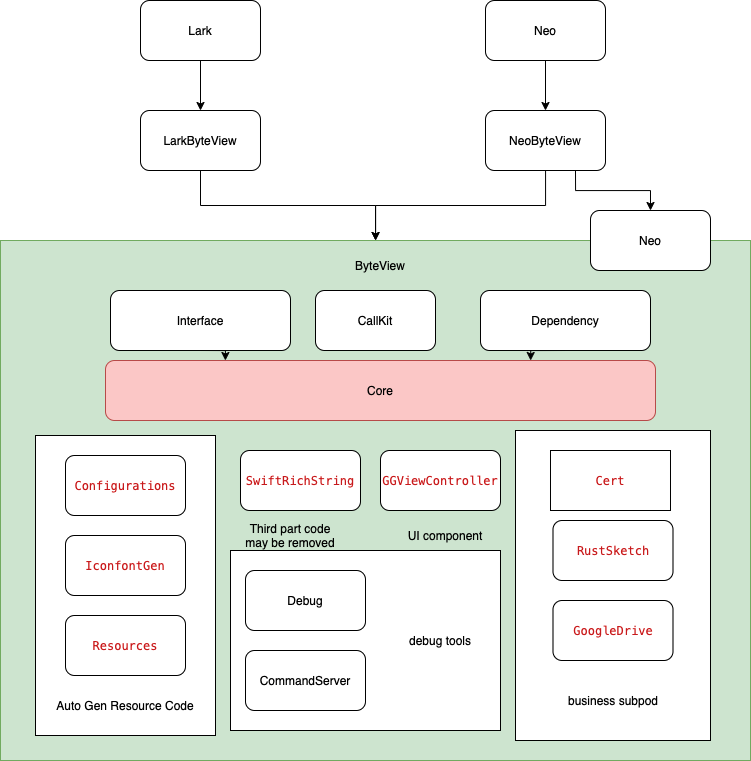 Lark
Neo
LarkByteView
NeoByteView
Neo
ByteView
Interface
CallKit
Dependency
Core
Configurations
IconfontGen
Resources
Auto Gen Resource Code
SwiftRichString
GGViewController
Third part code
may be removed
UI component
Debug
debug tools
CommandServer
Cert
RustSketch
GoogleDrive
business subpod